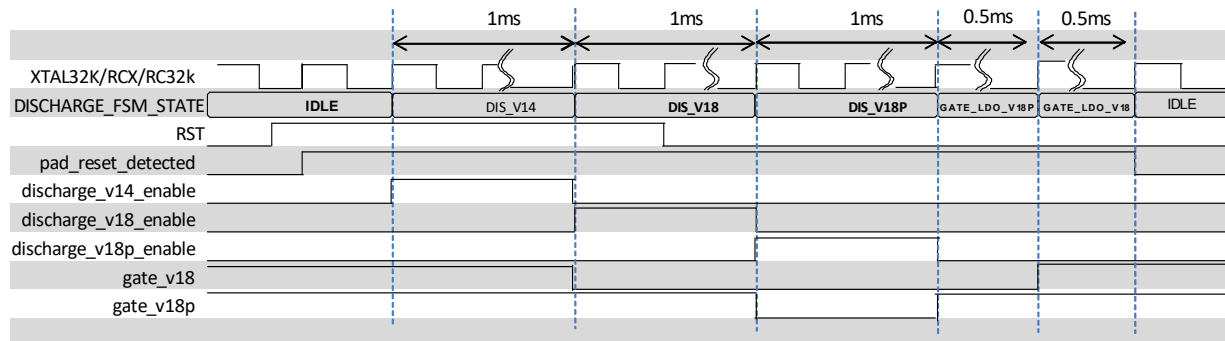 1ms 1ms 1ms 0.5ms 0.5ms
XTAL32K/RCX/RC32k
DISCHARGE_FSM_STATE IDLE DIS_V14 DIS_V18 DIS_V18P GATE_LDO_V18P GATE_LDO_V18 IDLE
RST
pad_reset_detected
discharge_v14_enable
discharge_v18_enable
discharge_v18p_enable
gate_v18
gate_v18p